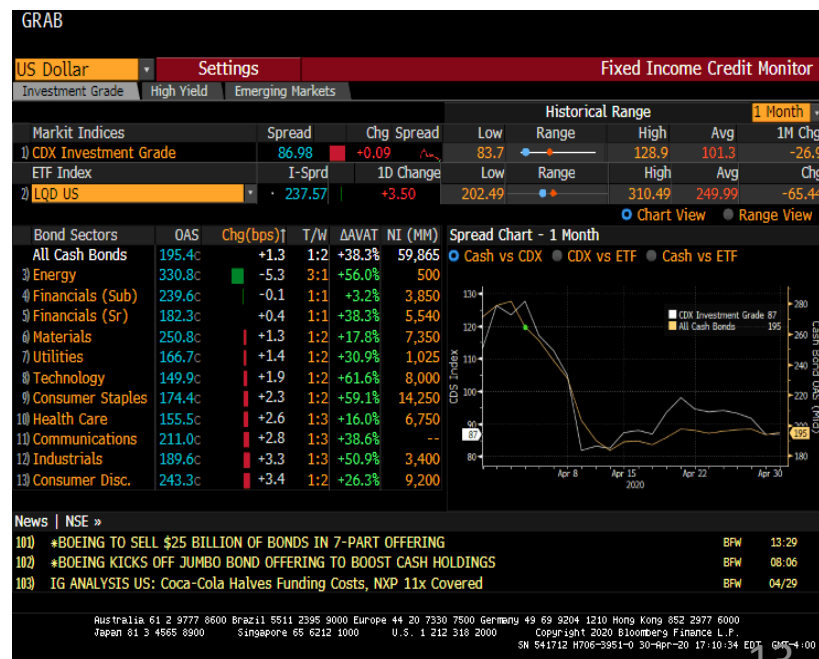 GRAB
US Dollar Settings Fixed Income Credit Monitor
Investment Grade High Yield Emerging Markets
Historical Range 1 Month
Markit Indices Spread Chg Spread Low Range High Avg 1M Chg
1) CDX Investment Grade 86.98 +0.09 83.7 128.9 101.3 -26.9
ETF Index I-Sprd 1D Change Low Range High Avg Chg
2) LQD US 237.57 +3.50 202.49 310.49 249.99 -65.44
Chart View Range View
Bond Sectors OAS Chg(bps)↑ T/W ΔAVAT NI (MM) Spread Chart - 1 Month
All Cash Bonds 195.4c +1.3 1:2 +38.3% 59,865 Cash vs CDX CDX vs ETF Cash vs ETF
3) Energy 330.8c -5.3 3:1 +56.0% 500
4) Financials (Sub) 239.6c -0.1 1:1 +3.2% 3,850
5) Financials (Sr) 182.3c +0.4 1:1 +38.3% 5,540
6) Materials 250.8c +1.3 1:2 +17.8% 7,350
7) Utilities 166.7c +1.4 1:2 +30.9% 1,025
8) Technology 149.9c +1.9 1:2 +61.6% 8,000
9) Consumer Staples 174.4c +2.3 1:2 +59.1% 14,250
10) Health Care 155.5c +2.6 1:3 +16.0% 6,750
11) Communications 211.0c +2.8 1:3 +38.6% --
12) Industrials 189.6c +3.3 1:3 +50.9% 3,400
13) Consumer Disc. 243.3c +3.4 1:2 +26.3% 9,200
CDX Investment Grade 87
All Cash Bonds 195
CDS Index
130
120
110
100
90
87
80
Cash Bond OAS (Mid)
280
260
240
220
200
195
180
Apr 8 Apr 15 Apr 22 Apr 30
2020
News | NSE »
101) *BOEING TO SELL $25 BILLION OF BONDS IN 7-PART OFFERING BFW 13:29
102) *BOEING KICKS OFF JUMBO BOND OFFERING TO BOOST CASH HOLDINGS BFW 08:06
103) IG ANALYSIS US: Coca-Cola Halves Funding Costs, NXP 11x Covered BFW 04/29
Australia 61 2 9777 8600 Brazil 5511 2395 9000 Europe 44 20 7330 7500 Germany 49 69 9204 1210 Hong Kong 852 2977 6000
Japan 81 3 4565 8900 Singapore 65 6212 1000 U.S. 1 212 318 2000 Copyright 2020 Bloomberg Finance L.P.
SN 541712 H706-3951-0 30-Apr-20 17:10:34 EDT GMT-4:00